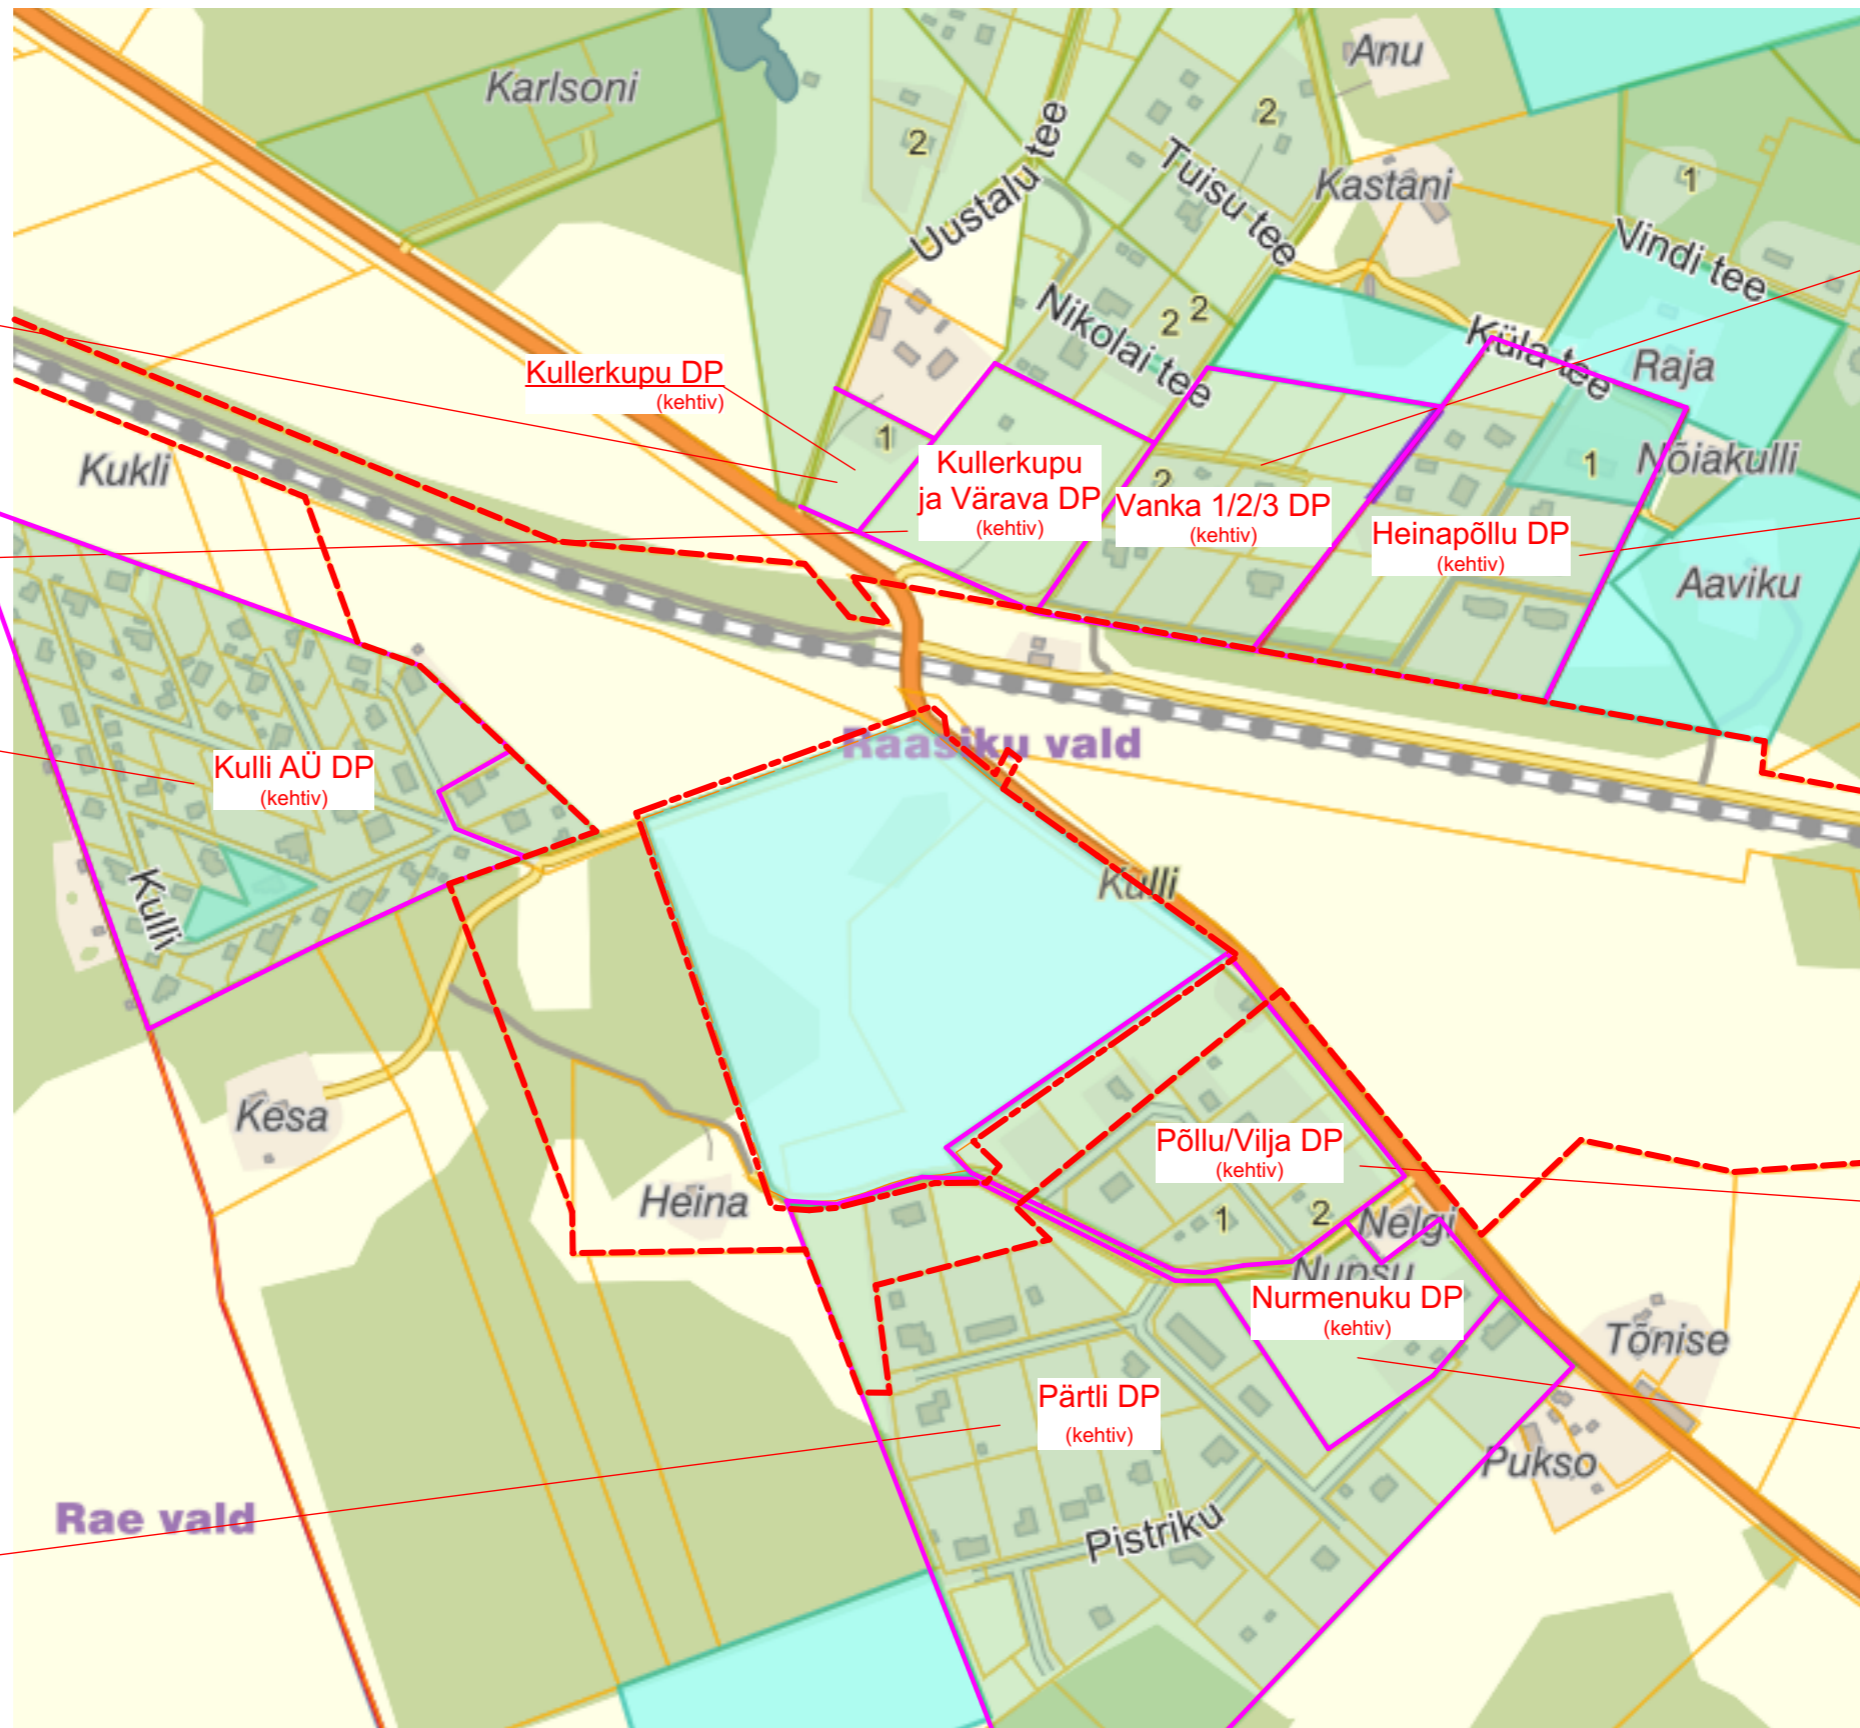 Anu
Karlsoni
2
2
Uustalu tee
Tuisu tee
Kastani
1
Vindi tee
Nikolai tee
2
2
Küla tee
Raja
Kullerkupu DP
(kehtiv)
1
Kullerkupu
ja Värava DP
(kehtiv)
2
Vanka 1/2/3 DP
(kehtiv)
Heinapõllu DP
(kehtiv)
1
Nõiakulli
Aaviku
Kukli
Raasiku vald
Kulli AÜ DP
(kehtiv)
Kulli
Kulli
Kesa
Heina
Põllu/Vilja DP
(kehtiv)
1
2
Nelgi
Nupsu
Nurmenuku DP
(kehtiv)
Tõnise
Pärtli DP
(kehtiv)
Pukso
Rae vald
Pistriku